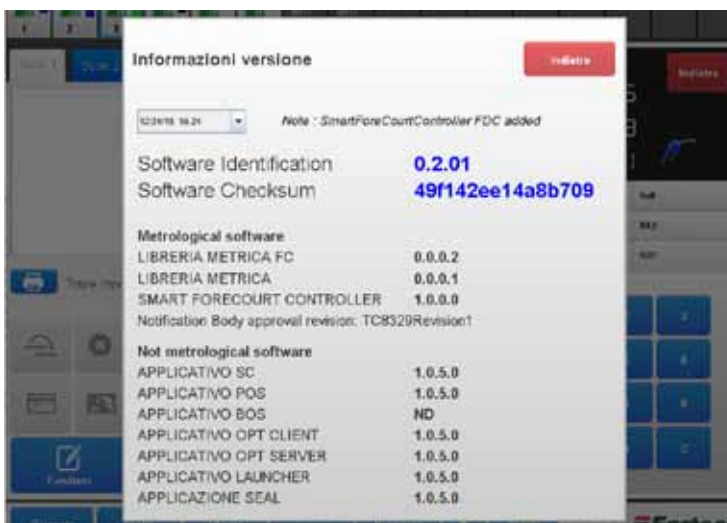 1 2 3
Informazioni versione
Indietro
Indietro
Note : SmartForeCourtController FDC added
Software Identification 0.2.01
Software Checksum 49f142ee14a8b709
Metrological software
LIBRERIA METRICA FC 0.0.0.2
LIBRERIA METRICA 0.0.0.1
SMART FORECOURT CONTROLLER 1.0.0.0
Notification Body approval revision: TC8329Revision1
Not metrological software
APPLICATIVO SC 1.0.5.0
APPLICATIVO POS 1.0.5.0
APPLICATIVO BOS ND
APPLICATIVO OPT CLIENT 1.0.5.0
APPLICATIVO OPT SERVER 1.0.5.0
APPLICATIVO LAUNCHER 1.0.5.0
APPLICAZIONE SEAL 1.0.5.0